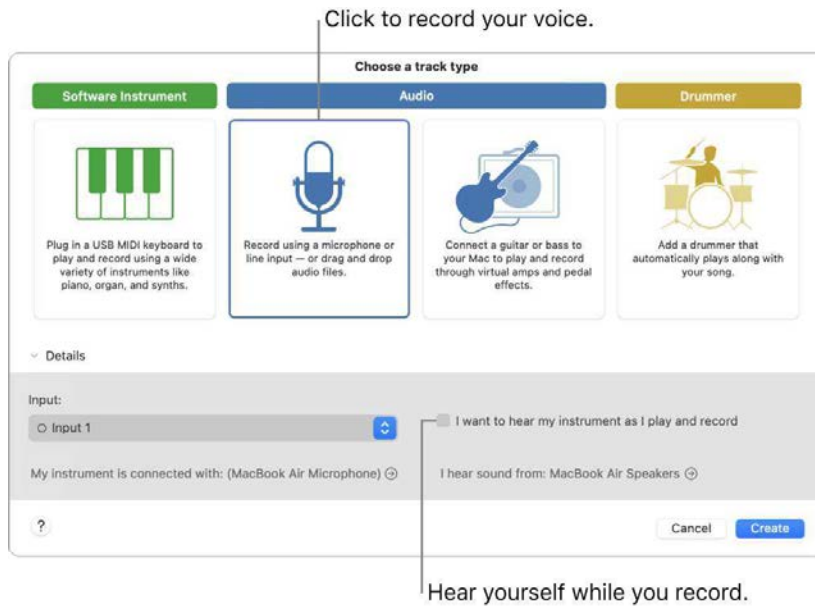 Click to record your voice.
Choose a track type
Software Instrument
Audio
Drummer
Plug in a USB MIDI keyboard to
play and record using a wide
variety of instruments like
piano, organ, and synths.
Record using a microphone or
line input — or drag and drop
audio files.
Connect a guitar or bass to
your Mac to play and record
through virtual amps and pedal
effects.
Add a drummer that
automatically plays along with
your song.
Details
Input:
Input 1
I want to hear my instrument as I play and record
My instrument is connected with: (MacBook Air Microphone)
I hear sound from: MacBook Air Speakers
?
Cancel
Create
Hear yourself while you record.